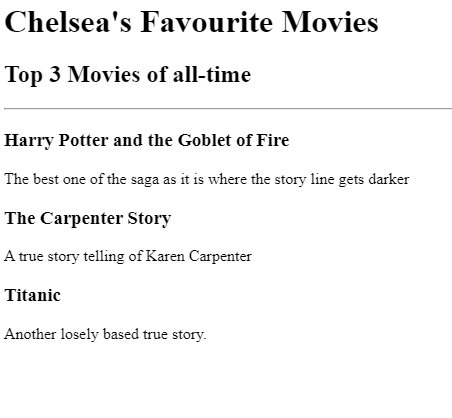 Chelsea's Favourite Movies
Top 3 Movies of all-time
Harry Potter and the Goblet of Fire
The best one of the saga as it is where the story line gets darker
The Carpenter Story
A true story telling of Karen Carpenter
Titanic
Another losely based true story.